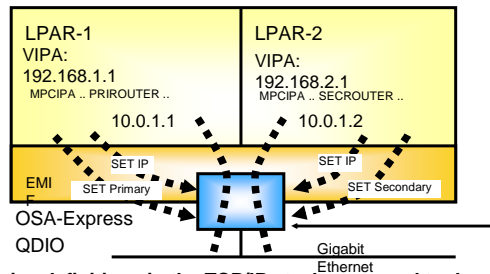 LPAR-1
VIPA:
192.168.1.1
MPCIPA .. PRIROUTER ..
10.0.1.1
LPAR-2
VIPA:
192.168.2.1
MPCIPA .. SECROUTER ..
10.0.1.2
SET IP
SET Primary
SET IP
SET Secondary
EMI
F
OSA-Express
QDIO
Gigabit
Ethernet